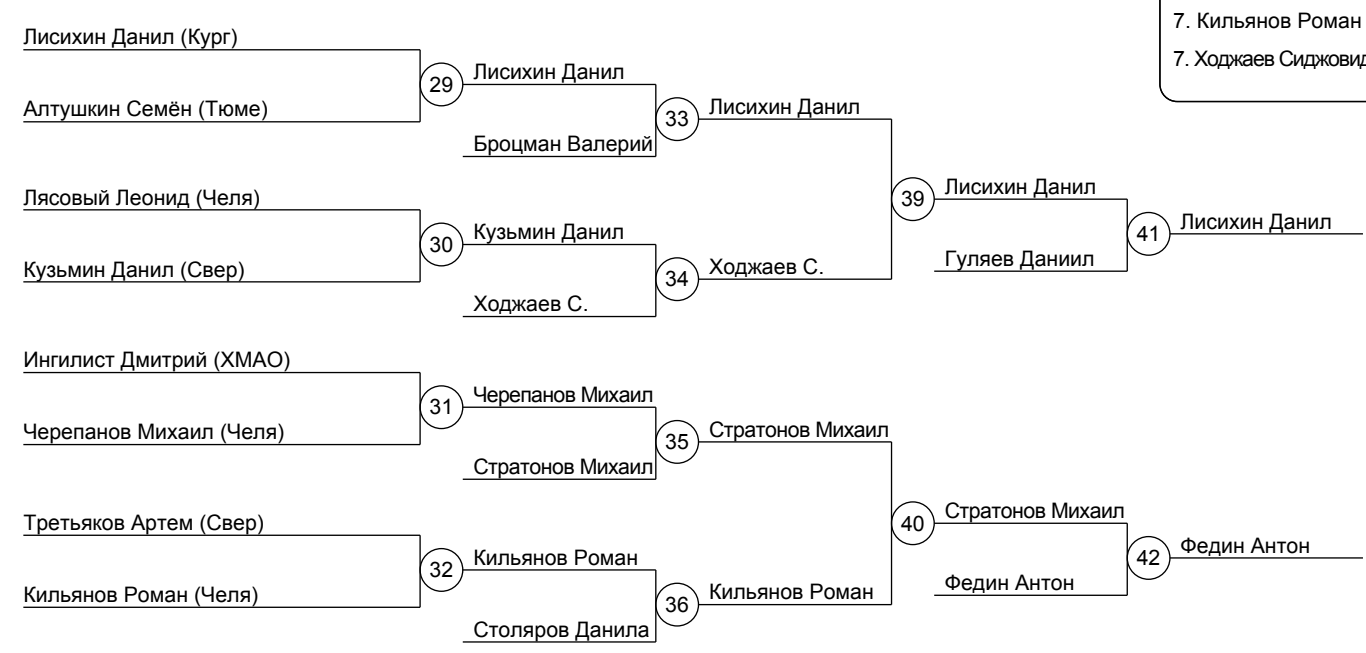 7. Кильянов Роман
7. Ходжаев Сиджовид
Лисихин Данил (Кург)
Алтушкин Семён (Тюме)
29
Лисихин Данил
Броцман Валерий
33
Лисихин Данил
Лясовый Леонид (Челя)
Кузьмин Данил (Свер)
30
Кузьмин Данил
Ходжаев С.
34
Ходжаев С.
39
Лисихин Данил
Гуляев Даниил
41
Лисихин Данил
Ингилист Дмитрий (ХМАО)
Черепанов Михаил (Челя)
31
Черепанов Михаил
Стратонов Михаил
35
Стратонов Михаил
Третьяков Артем (Свер)
Кильянов Роман (Челя)
32
Кильянов Роман
Столяров Данила
36
Кильянов Роман
40
Стратонов Михаил
Федин Антон
42
Федин Антон